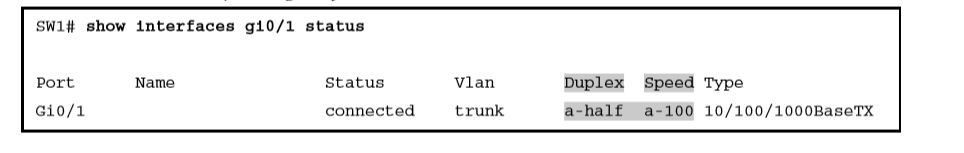 SW1# show interfaces gi0/1 status
Port Name Status Vlan Duplex Speed Type
Gi0/1 connected trunk a-half a-100 10/100/1000BaseTX